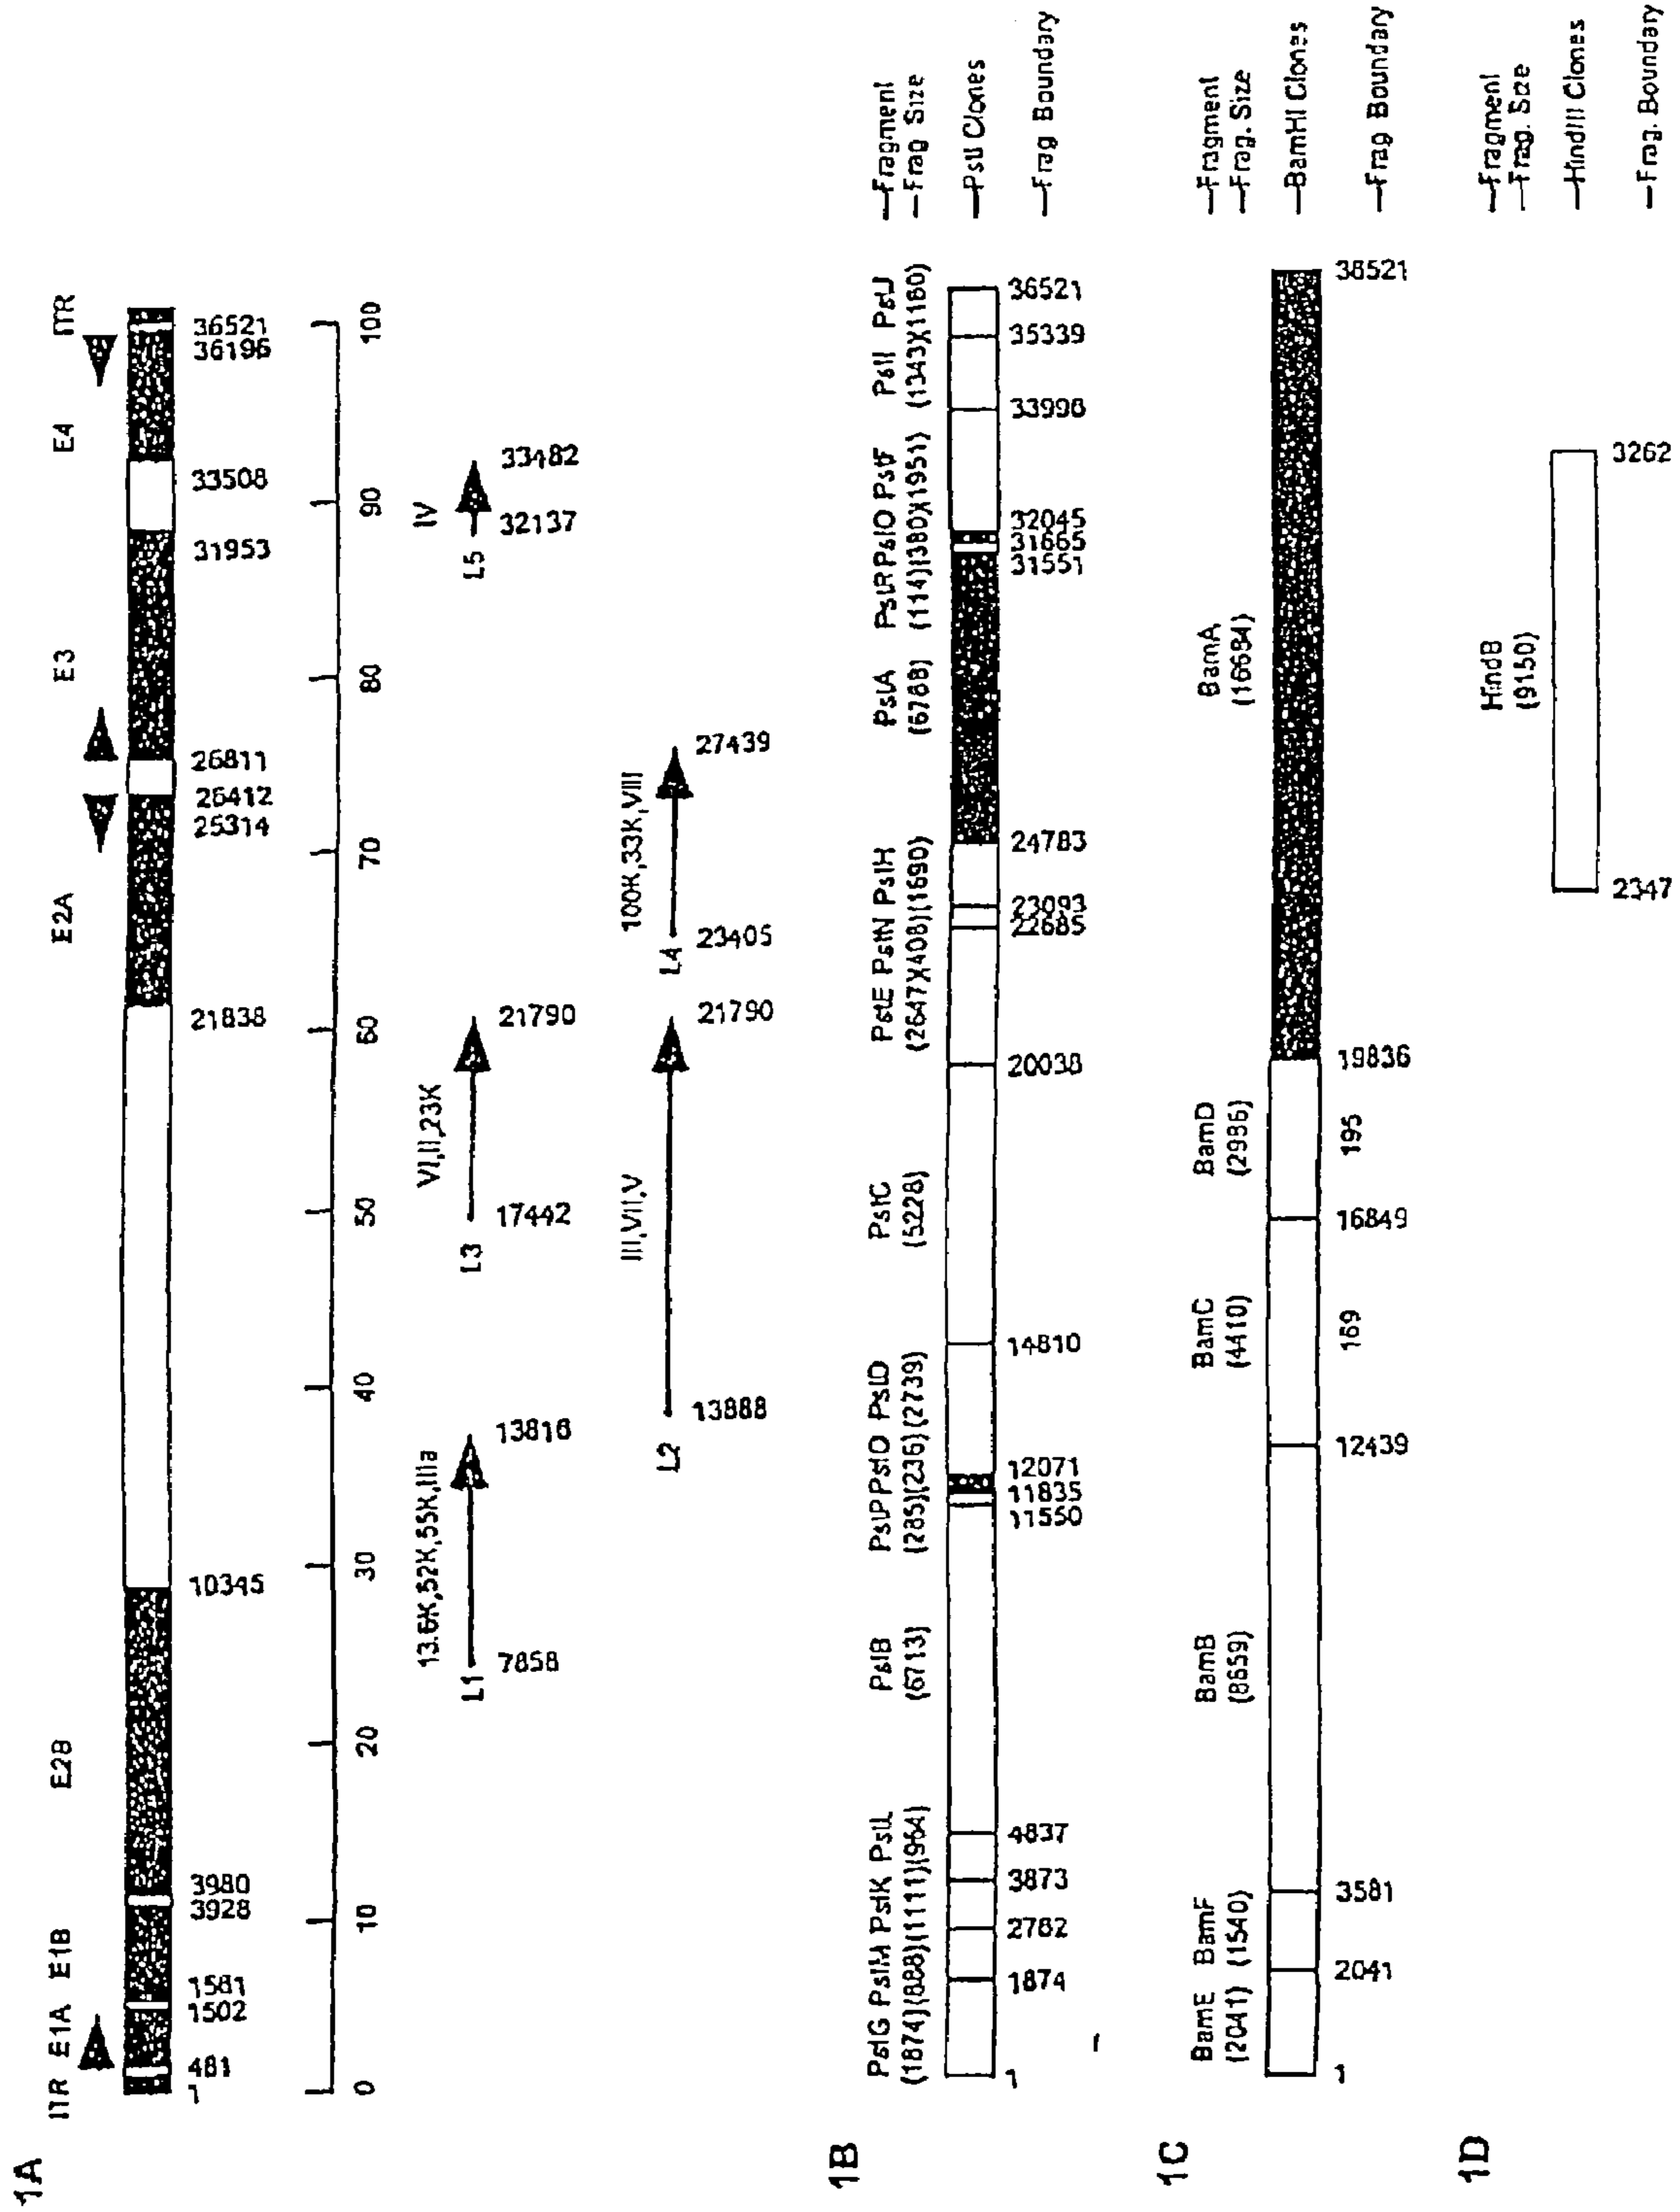 1A
ITR E1A E1B E2B E2A E3 E4 ITR
1 481 1502 1581 3928 3980 10345 21838 25314 26412 26811 31953 33508 36196 36521
0 10 20 30 40 50 60 70 80 90 100
13.6K,52K,55K,IIIa VI,II,23K IV
L1 L3 L5
7858 13816 17442 21790 32137 33482
III,VII,V 100K,33K,VIII
L2 L4
13888 21790 23405 27439
1B
PstG PstM PstK PstL PstB PstP PstQ PstD PstC PstE PstN PstH PstA PstR PstO PstF PstI PstJ —Fragment
(1874)(888)(1111)(964) (6713) (285)(236)(2739) (5228) (2647)(408)(1690) (6768) (114)(380)(1951) (1343)(1180) —Frag Size
—PstI Clones
1 1874 2762 3873 4837 11550 11835 12071 14810 20038 22685 23093 24783 31551 31665 32045 33996 35339 36521 —Frag Boundary
1C
BamE BamF BamB BamC BamD BamA —Fragment
(2041) (1540) (8659) (4410) (2986) (16684) —Frag. Size
—BamHI Clones
1 2041 3581 12439 169 16849 195 19836 36521 —Frag Boundary
1D
HindB —Fragment
(9150) —Frag. Size
—HindIII Clones
2347 3262 —Frag. Boundary